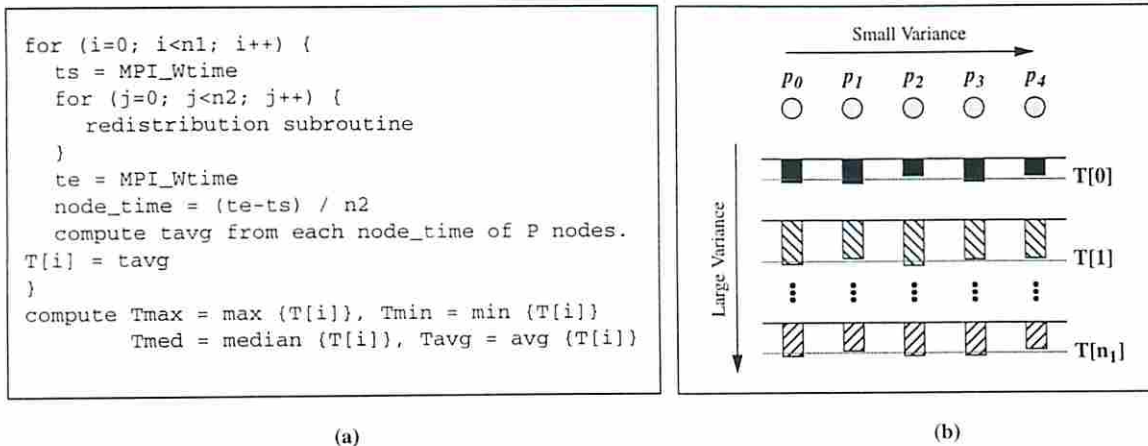 for (i=0; i<n1; i++) {
ts = MPI_Wtime
for (j=0; j<n2; j++) {
redistribution subroutine
}
te = MPI_Wtime
node_time = (te-ts) / n2
compute tavg from each node_time of P nodes.
T[i] = tavg
}
compute Tmax = max {T[i]}, Tmin = min {T[i]}
Tmed = median {T[i]}, Tavg = avg {T[i]}
(a)
Small Variance
p0 p1 p2 p3 p4
Large Variance
T[0]
T[1]
T[n1]
(b)